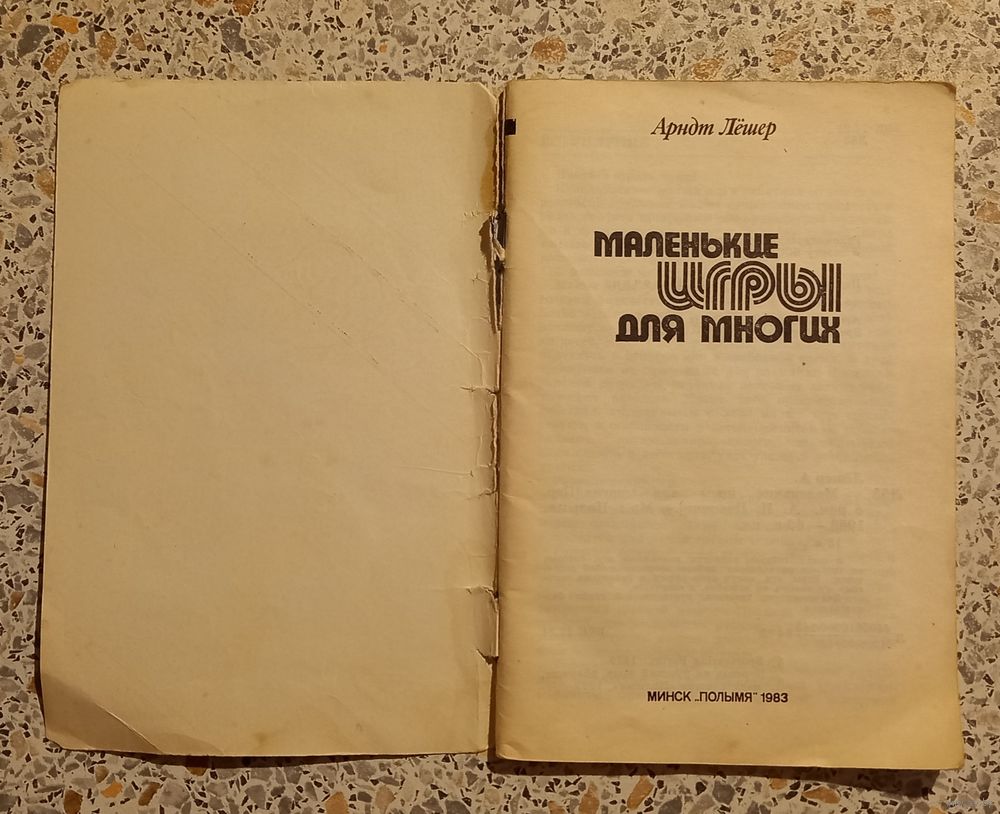 Арндт Лёшер
МАЛЕНЬКИЕ
ИГРЫ
ДЛЯ МНОГИХ
МИНСК „ПОЛЫМЯ" 1983